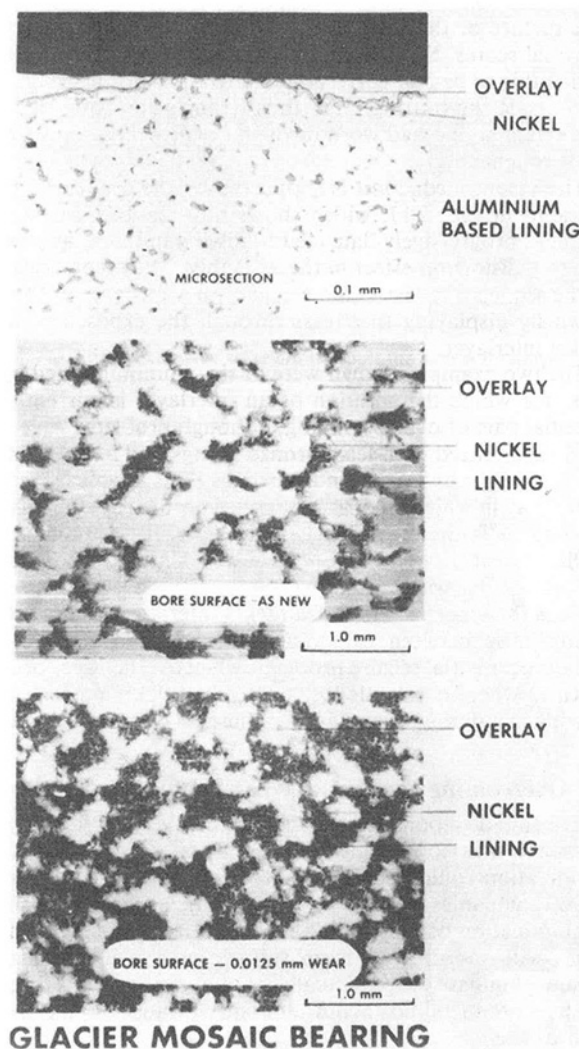 OVERLAY
NICKEL
ALUMINIUM
BASED LINING
MICROSECTION
0.1 mm
OVERLAY
NICKEL
LINING
BORE SURFACE -AS NEW
1.0 mm
OVERLAY
NICKEL
LINING
BORE SURFACE — 0.0125 mm WEAR
1.0 mm
GLACIER MOSAIC BEARING